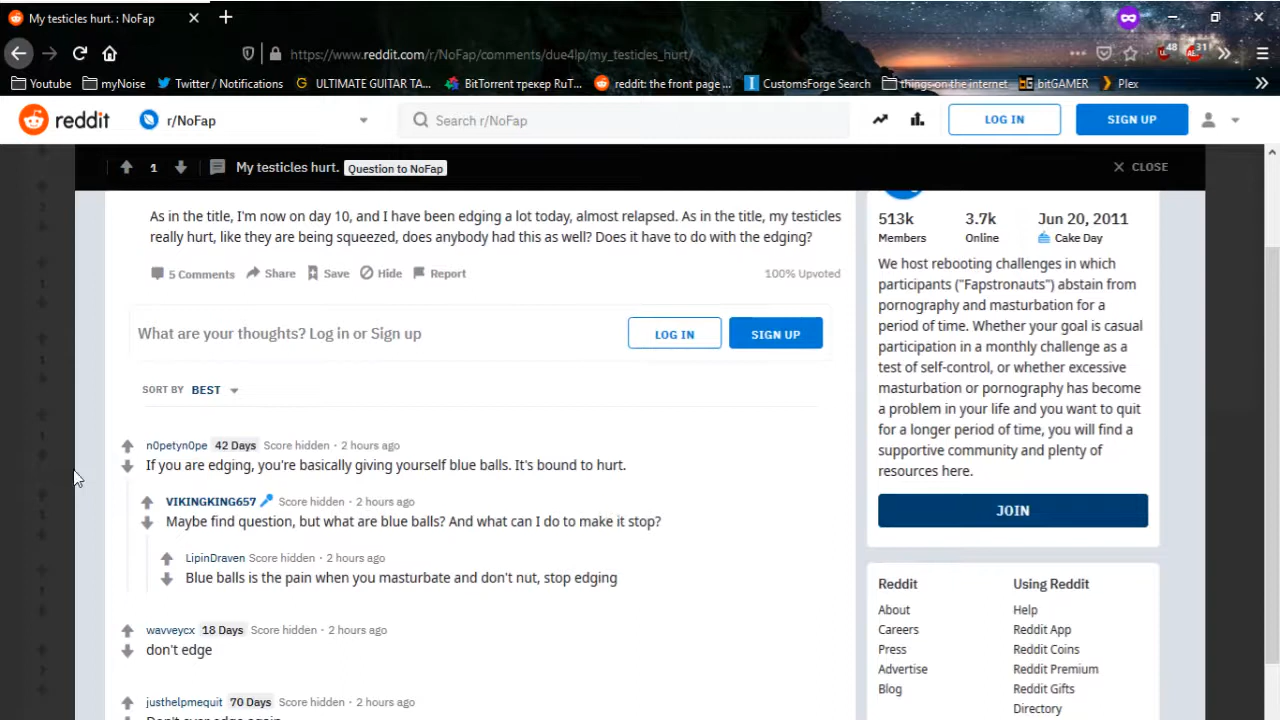 My testicles hurt. : NoFap
https://www.reddit.com/r/NoFap/comments/due4lp/my_testicles_hurt/
48
31
Youtube
myNoise
Twitter / Notifications
G ULTIMATE GUITAR TA...
BitTorrent трекер RuT...
reddit: the front page ...
CustomsForge Search
things-on the internet
bitGAMER
Plex
reddit
r/NoFap
Search r/NoFap
LOG IN
SIGN UP
1
My testicles hurt. Question to NoFap
CLOSE
As in the title, I'm now on day 10, and I have been edging a lot today, almost relapsed. As in the title, my testicles
really hurt, like they are being squeezed, does anybody had this as well? Does it have to do with the edging?
5 Comments Share Save Hide Report 100% Upvoted
What are your thoughts? Log in or Sign up
LOG IN
SIGN UP
SORT BY BEST
n0petyn0pe 42 Days Score hidden · 2 hours ago
If you are edging, you're basically giving yourself blue balls. It's bound to hurt.
VIKINGKING657 Score hidden · 2 hours ago
Maybe find question, but what are blue balls? And what can I do to make it stop?
LipinDraven Score hidden · 2 hours ago
Blue balls is the pain when you masturbate and don't nut, stop edging
wavveycx 18 Days Score hidden · 2 hours ago
don't edge
justhelpmequit 70 Days Score hidden · 2 hours ago
Don't ever edge again
513k 3.7k Jun 20, 2011
Members Online Cake Day
We host rebooting challenges in which
participants ("Fapstronauts") abstain from
pornography and masturbation for a
period of time. Whether your goal is casual
participation in a monthly challenge as a
test of self-control, or whether excessive
masturbation or pornography has become
a problem in your life and you want to quit
for a longer period of time, you will find a
supportive community and plenty of
resources here.
JOIN
Reddit Using Reddit
About Help
Careers Reddit App
Press Reddit Coins
Advertise Reddit Premium
Blog Reddit Gifts
Directory